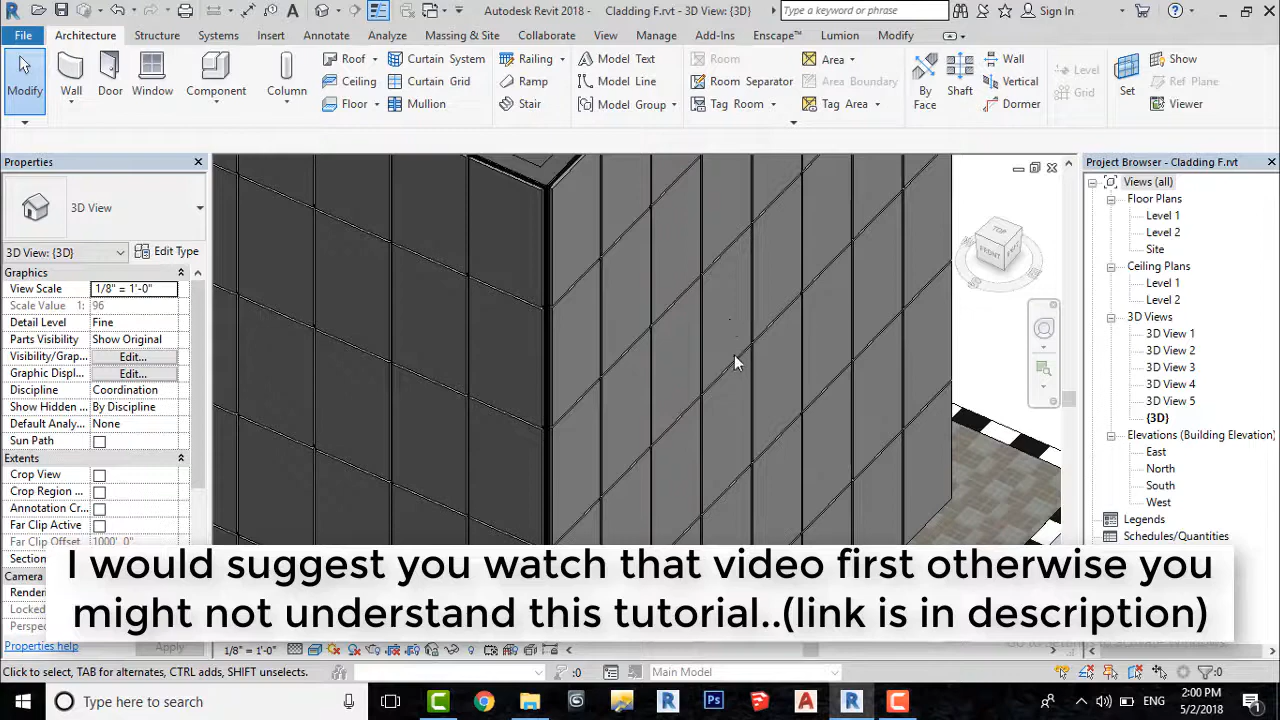 Autodesk Revit 2018 - Cladding F.rvt - 3D View: {3D}
Type a keyword or phrase
Sign In
File Architecture Structure Systems Insert Annotate Analyze Massing & Site Collaborate View Manage Add-Ins Enscape™ Lumion Modify
Modify
Wall
Door
Window
Component
Column
Roof
Ceiling
Floor
Curtain System
Curtain Grid
Mullion
Railing
Ramp
Stair
Model Text
Model Line
Model Group
Room
Room Separator
Tag Room
Area
Area Boundary
Tag Area
By
Face
Shaft
Wall
Vertical
Dormer
Level
Grid
Set
Show
Ref Plane
Viewer
Properties
3D View
3D View: {3D}
Edit Type
Graphics
View Scale 1/8" = 1'-0"
Scale Value 1: 96
Detail Level Fine
Parts Visibility Show Original
Visibility/Grap... Edit...
Graphic Displ... Edit...
Discipline Coordination
Show Hidden ... By Discipline
Default Analy... None
Sun Path
Extents
Crop View
Crop Region ...
Annotation Cr...
Far Clip Active
Far Clip Offset 1000' 0"
Camera
Properties help
Apply
TOP
FRONT
Project Browser - Cladding F.rvt
Views (all)
Floor Plans
Level 1
Level 2
Site
Ceiling Plans
Level 1
Level 2
3D Views
3D View 1
3D View 2
3D View 3
3D View 4
3D View 5
{3D}
Elevations (Building Elevation)
East
North
South
West
Legends
Schedules/Quantities
I would suggest you watch that video first otherwise you
might not understand this tutorial..(link is in description)
1/8" = 1'-0"
Click to select, TAB for alternates, CTRL adds, SHIFT unselects.
:0
Main Model
:0
Type here to search
ENG
2:00 PM
5/2/2018